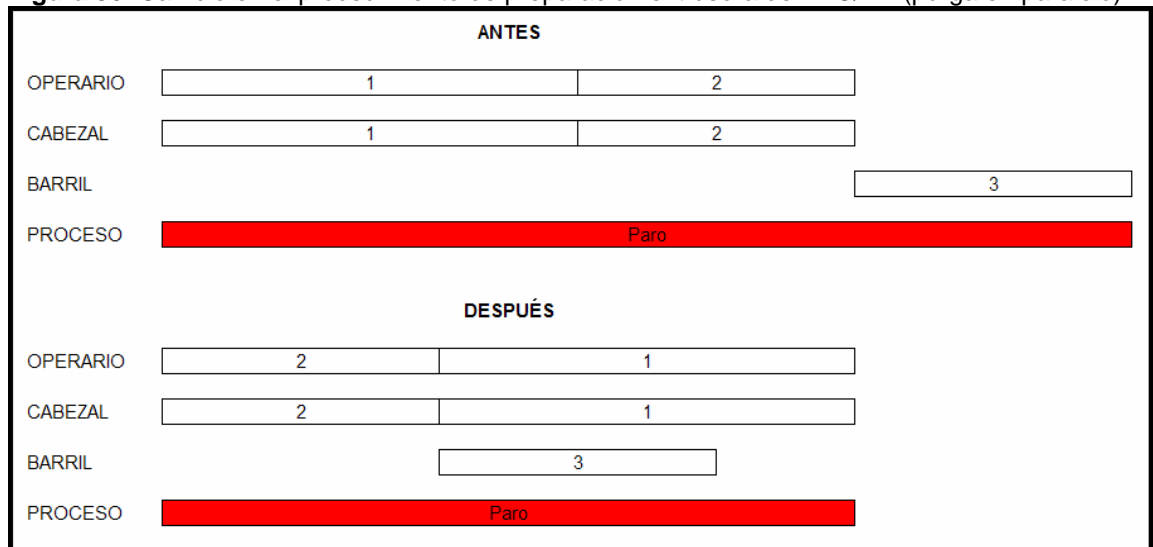 ANTES
OPERARIO 1 2
CABEZAL 1 2
BARRIL 3
PROCESO Paro
DESPUÉS
OPERARIO 2 1
CABEZAL 2 1
BARRIL 3
PROCESO Paro